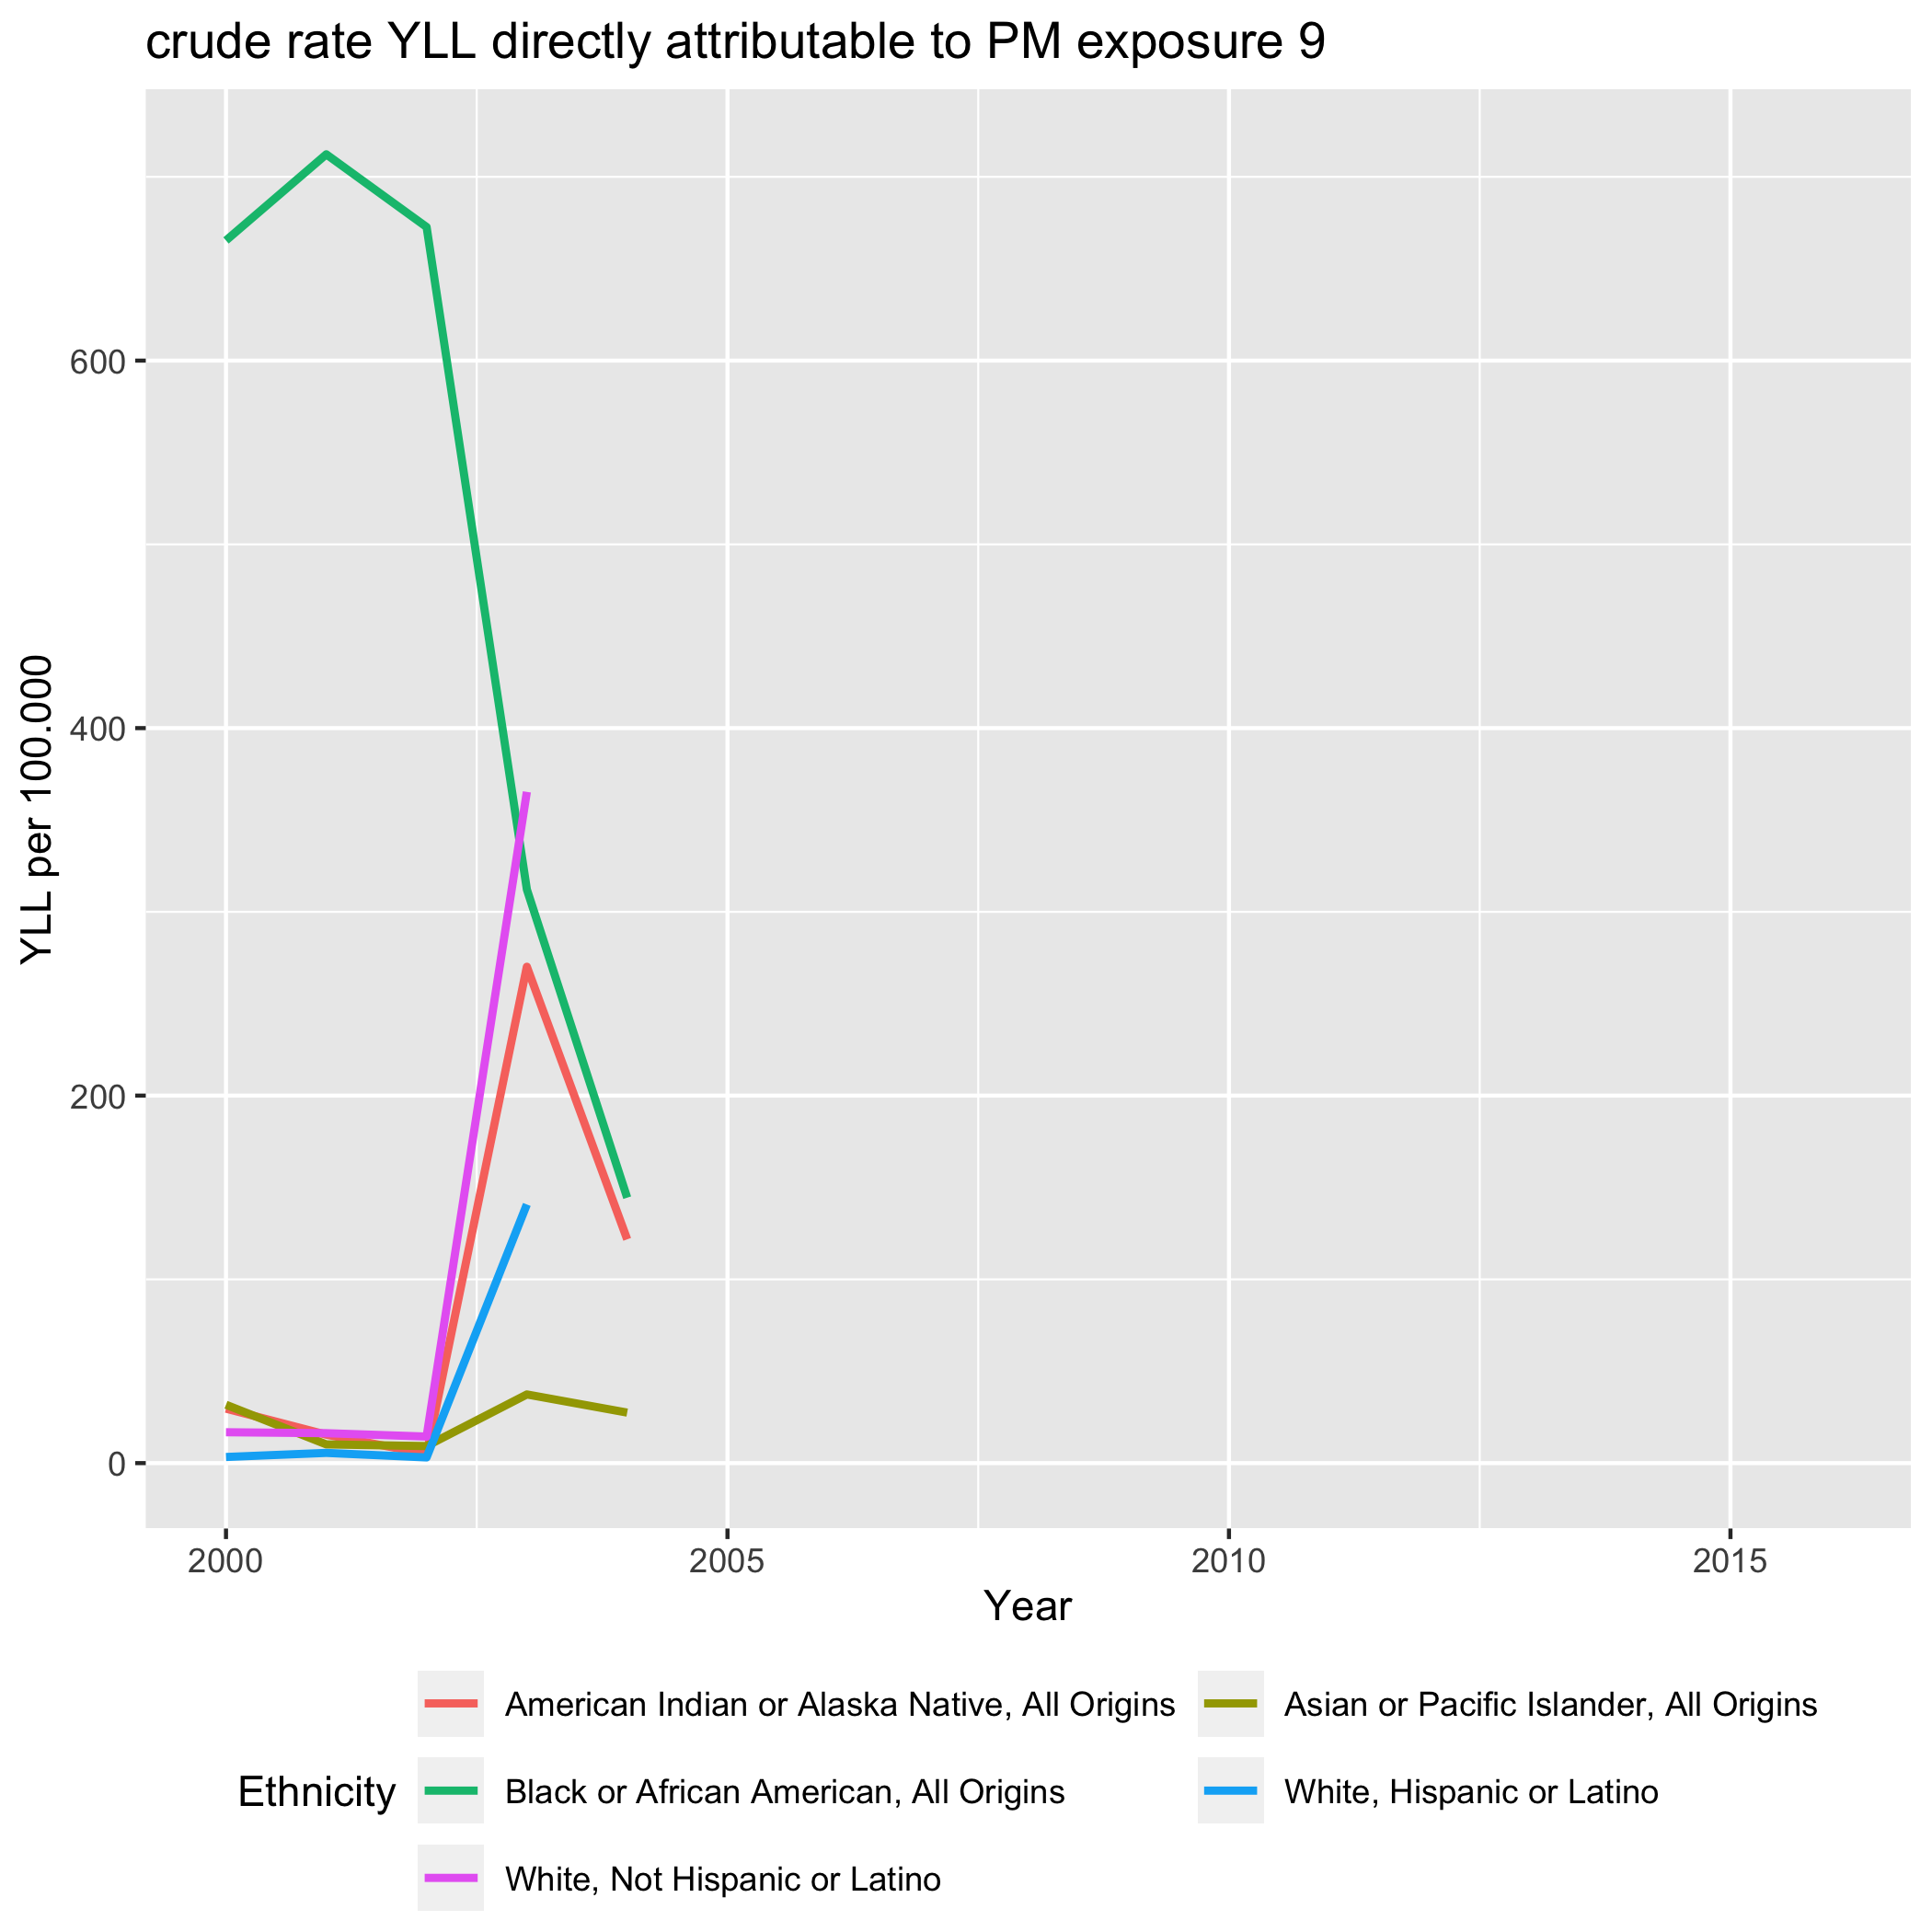 crude rate YLL directly attributable to PM exposure 9
YLL per 100.000
600
400
200
0
2000
2005
2010
2015
Year
Ethnicity
American Indian or Alaska Native, All Origins
Asian or Pacific Islander, All Origins
Black or African American, All Origins
White, Hispanic or Latino
White, Not Hispanic or Latino